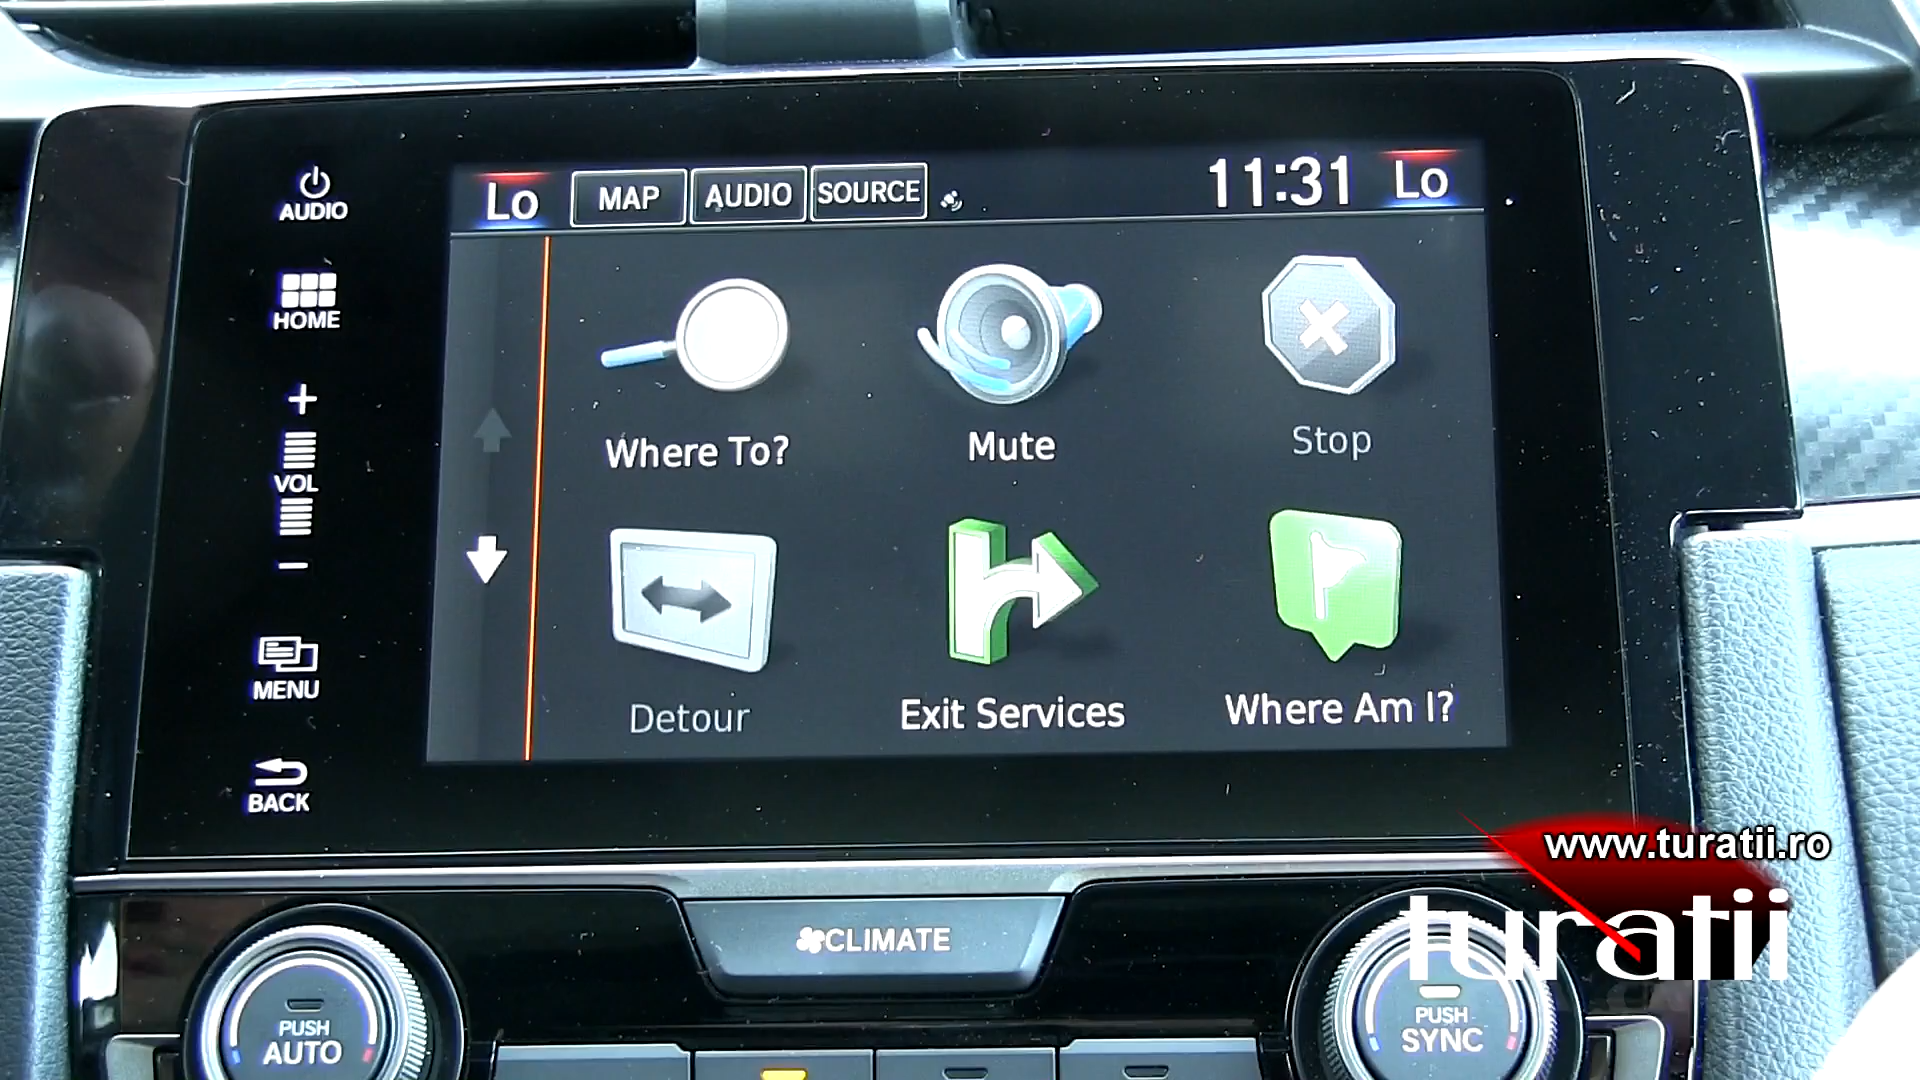 AUDIO
HOME
VOL
MENU
BACK
Lo
MAP
AUDIO
SOURCE
11:31
Lo
Where To?
Mute
Stop
Detour
Exit Services
Where Am I?
www.turatii.ro
turatii
CLIMATE
PUSH
AUTO
PUSH
SYNC